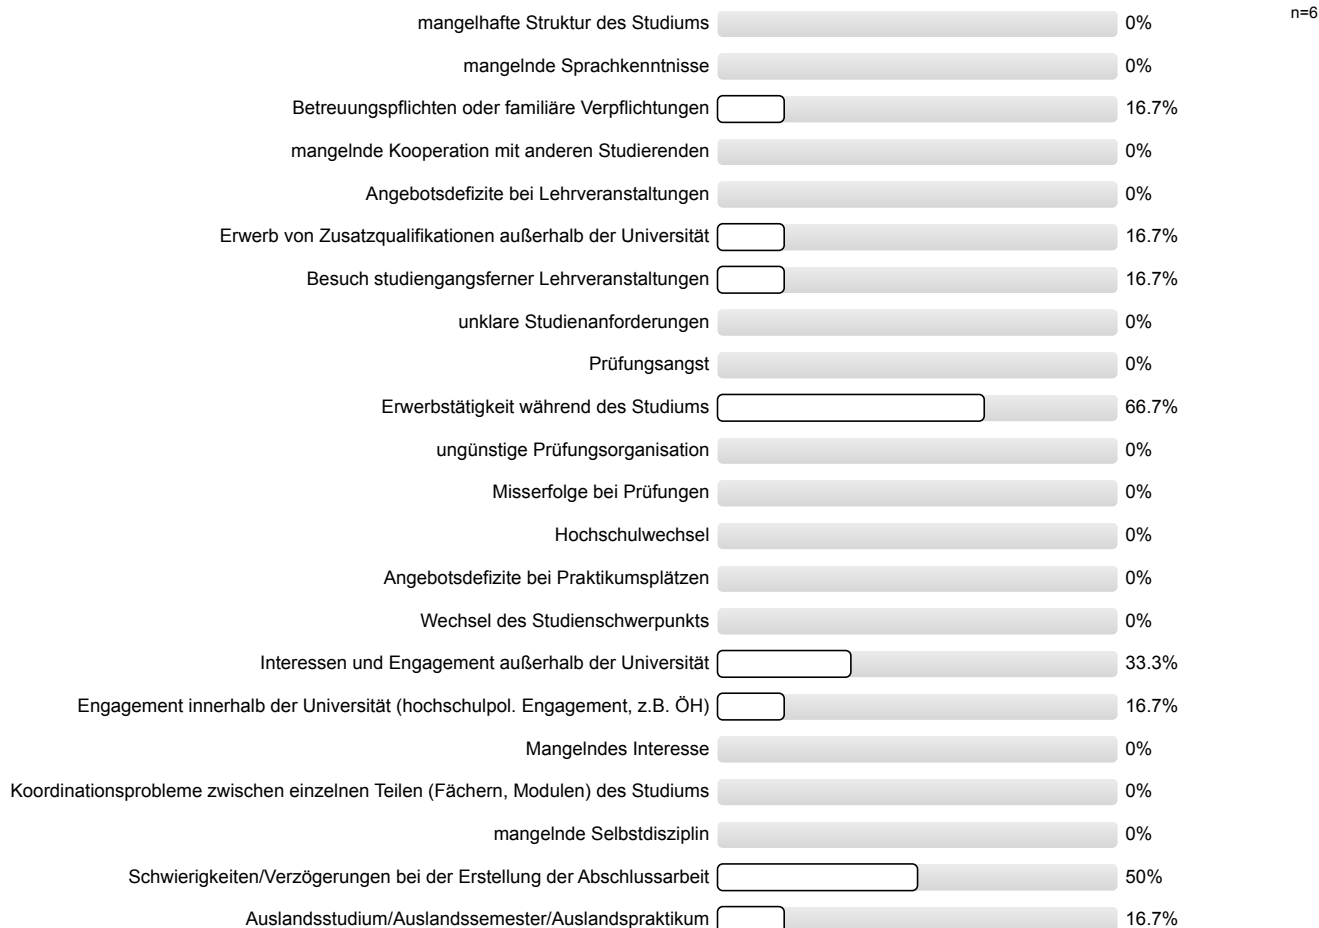 n=6
mangelhafte Struktur des Studiums 0%
mangelnde Sprachkenntnisse 0%
Betreuungspflichten oder familiäre Verpflichtungen 16.7%
mangelnde Kooperation mit anderen Studierenden 0%
Angebotsdefizite bei Lehrveranstaltungen 0%
Erwerb von Zusatzqualifikationen außerhalb der Universität 16.7%
Besuch studiengangsferner Lehrveranstaltungen 16.7%
unklare Studienanforderungen 0%
Prüfungsangst 0%
Erwerbstätigkeit während des Studiums 66.7%
ungünstige Prüfungsorganisation 0%
Misserfolge bei Prüfungen 0%
Hochschulwechsel 0%
Angebotsdefizite bei Praktikumsplätzen 0%
Wechsel des Studienschwerpunkts 0%
Interessen und Engagement außerhalb der Universität 33.3%
Engagement innerhalb der Universität (hochschulpol. Engagement, z.B. ÖH) 16.7%
Mangelndes Interesse 0%
Koordinationsprobleme zwischen einzelnen Teilen (Fächern, Modulen) des Studiums 0%
mangelnde Selbstdisziplin 0%
Schwierigkeiten/Verzögerungen bei der Erstellung der Abschlussarbeit 50%
Auslandsstudium/Auslandssemester/Auslandspraktikum 16.7%